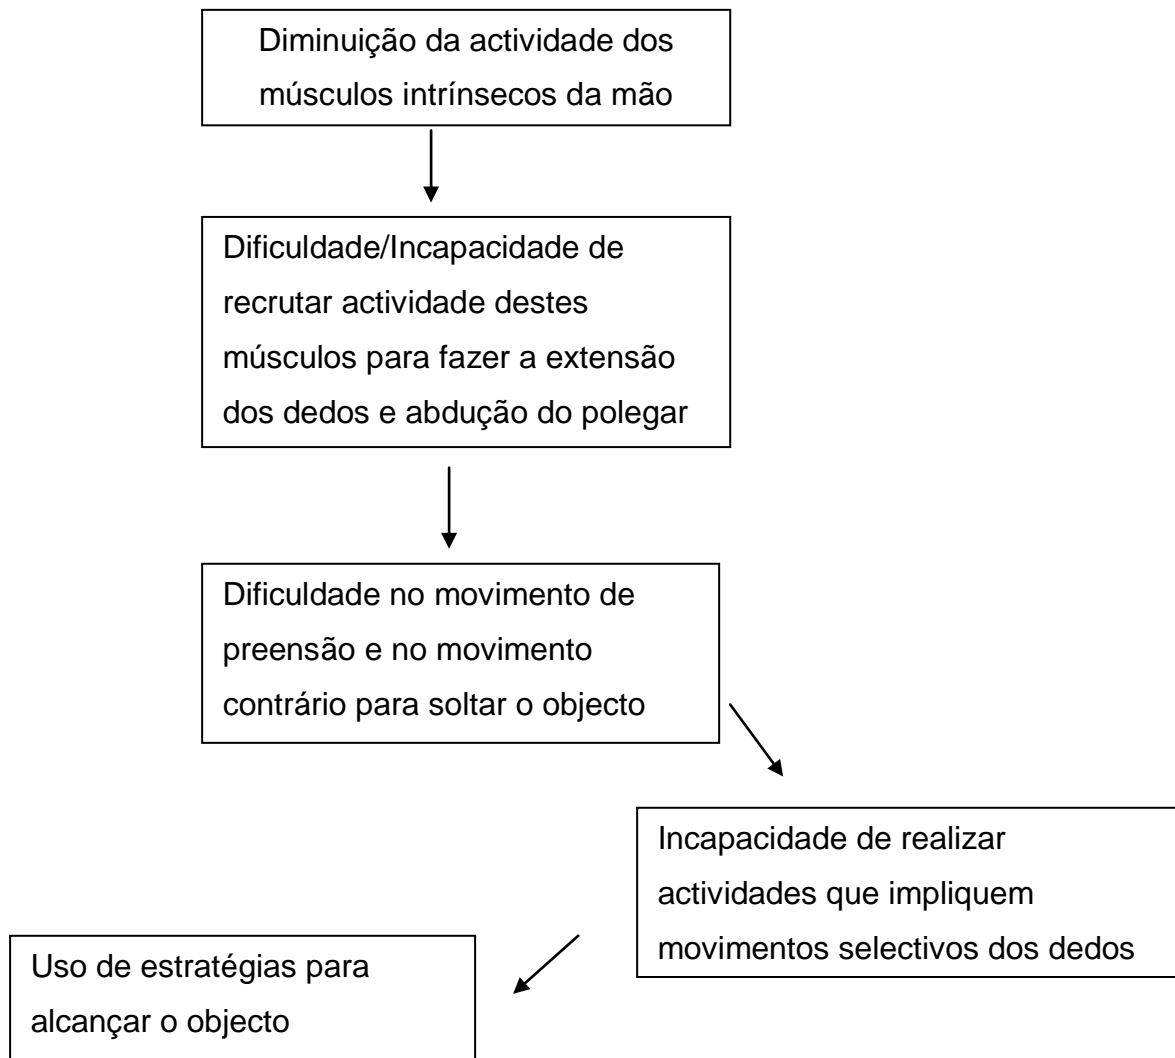 Diminuição da actividade dos
músculos intrínsecos da mão
Dificuldade/Incapacidade de
recrutar actividade destes
músculos para fazer a extensão
dos dedos e abdução do polegar
Dificuldade no movimento de
preensão e no movimento
contrário para soltar o objecto
Incapacidade de realizar
actividades que impliquem
movimentos selectivos dos dedos
Uso de estratégias para
alcançar o objecto